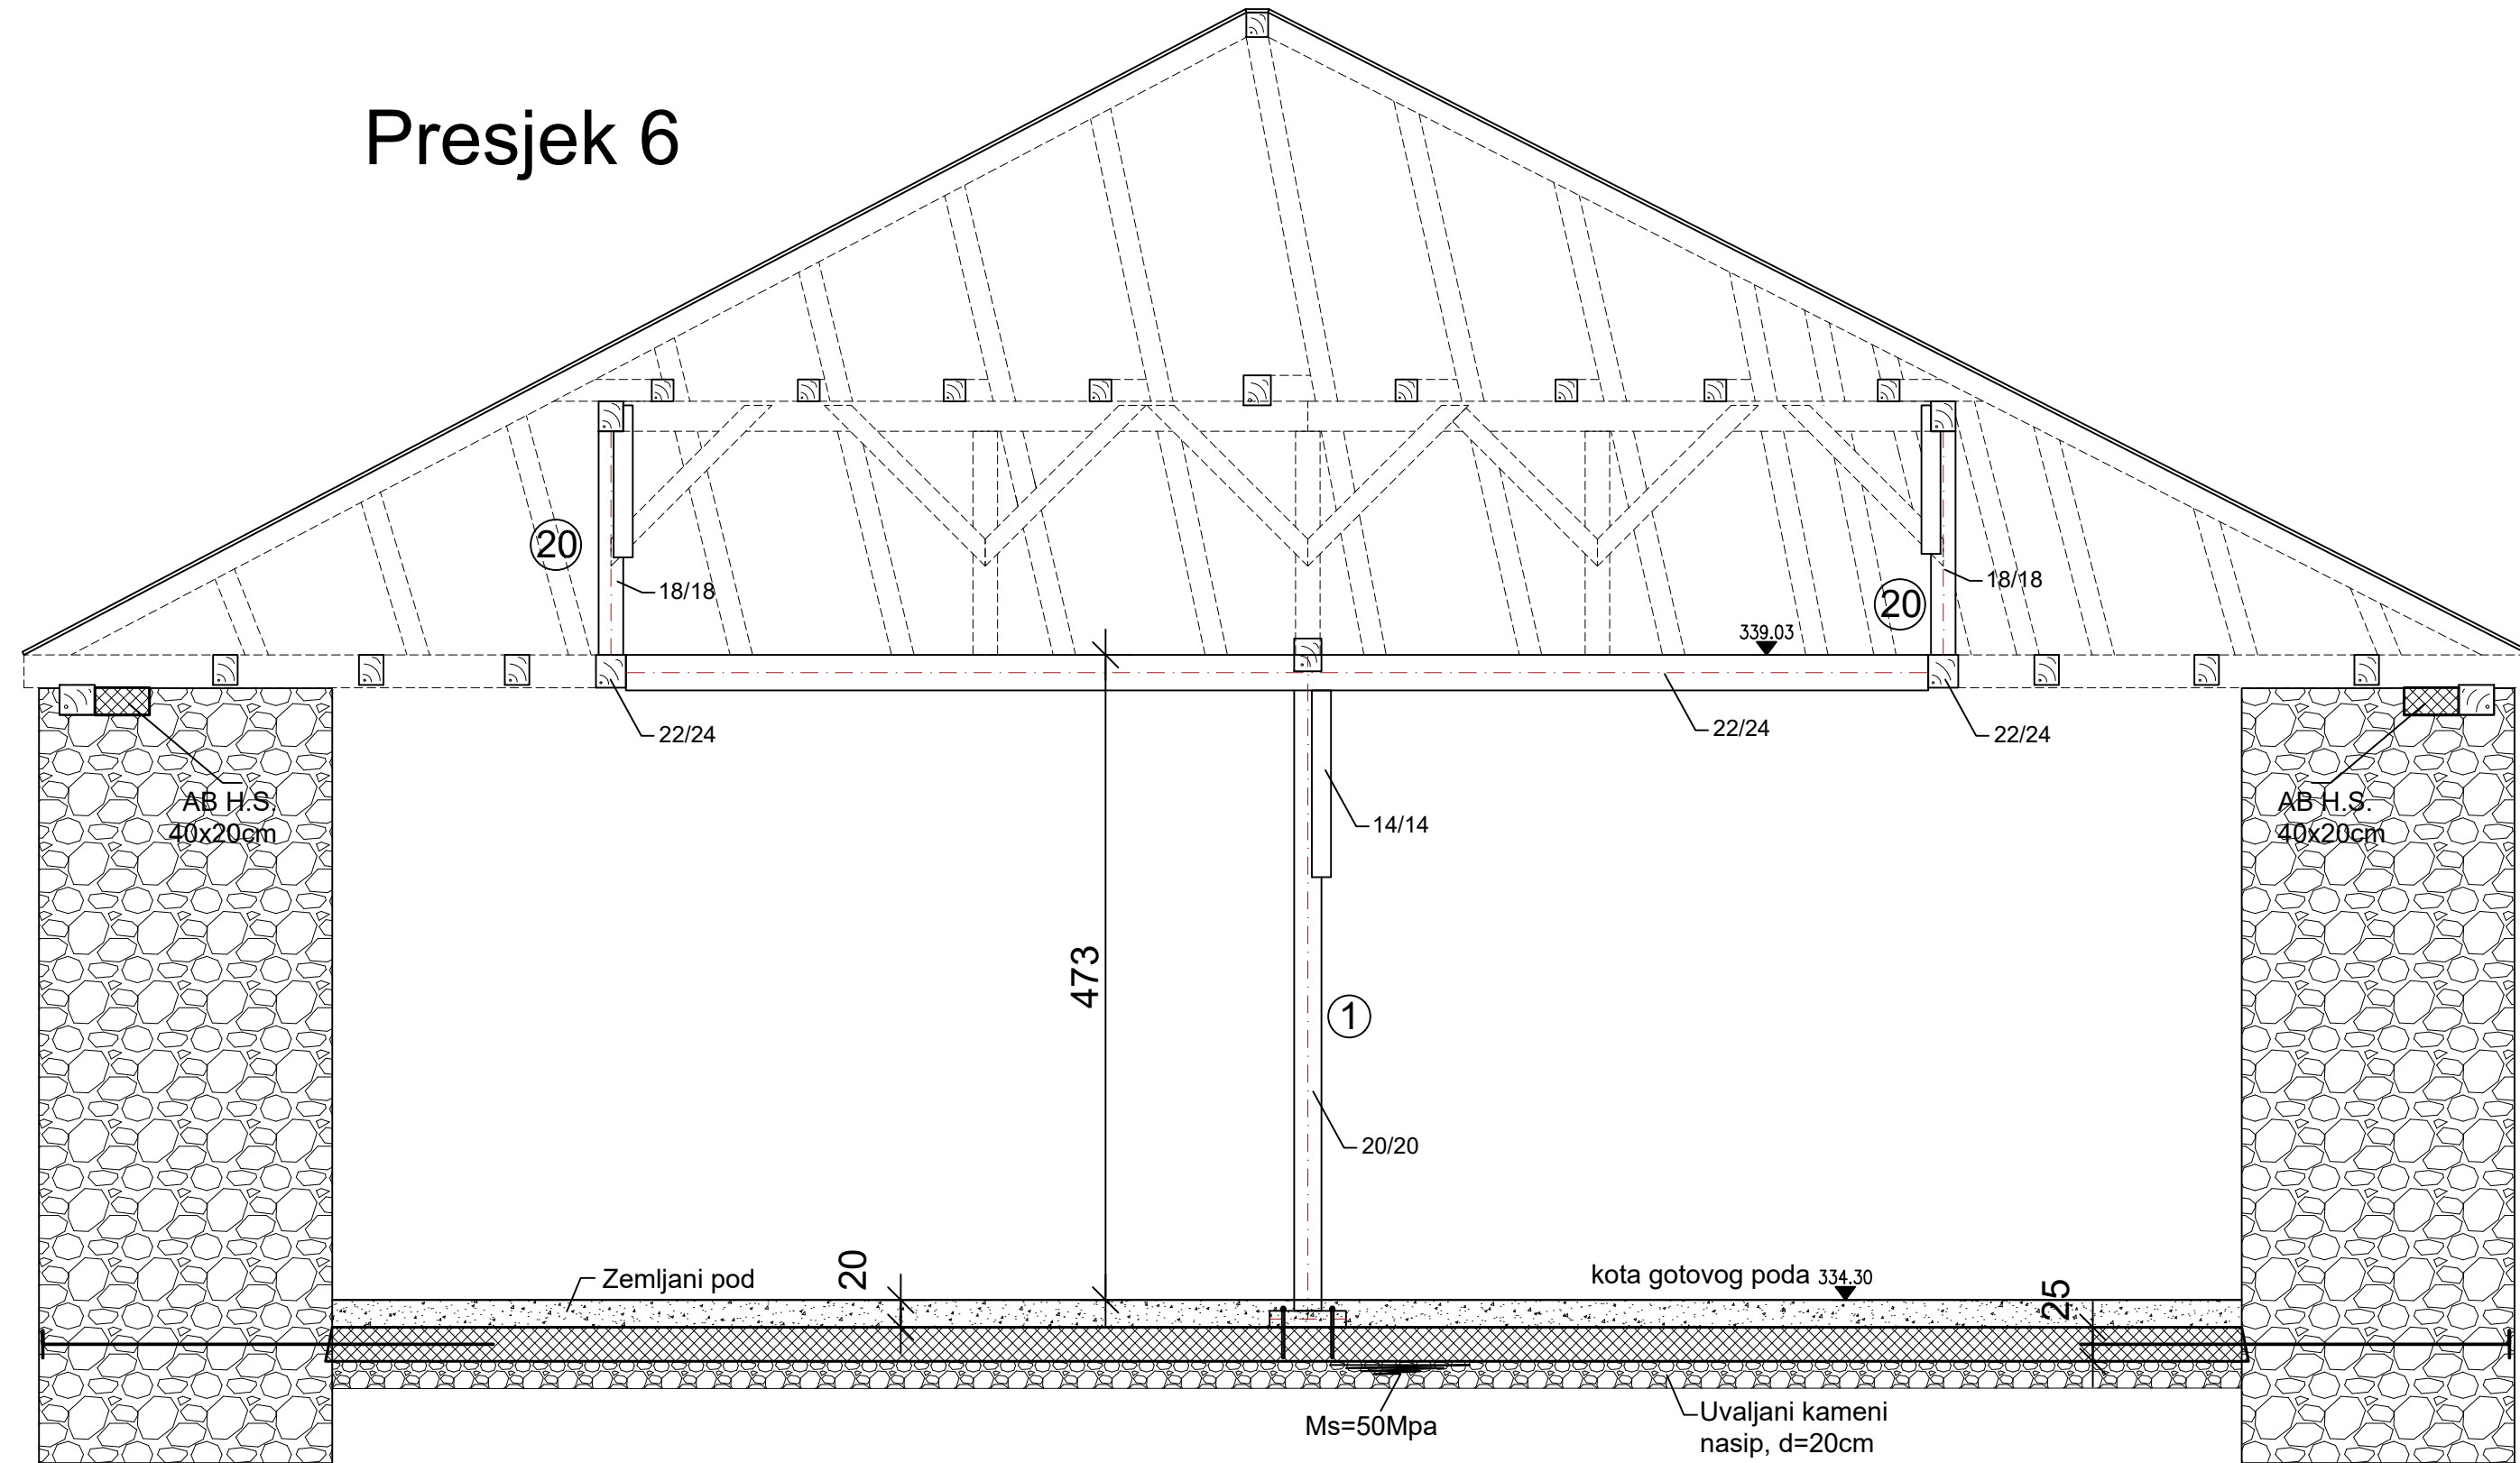 Presjek 6
20
18/18
20
18/18
339.03
22/24
22/24
22/24
AB H.S.
40x20cm
AB H.S.
40x20cm
14/14
473
1
20/20
Zemljani pod
20
kota gotovog poda 334.30
25
Ms=50Mpa
Uvaljani kameni
nasip, d=20cm